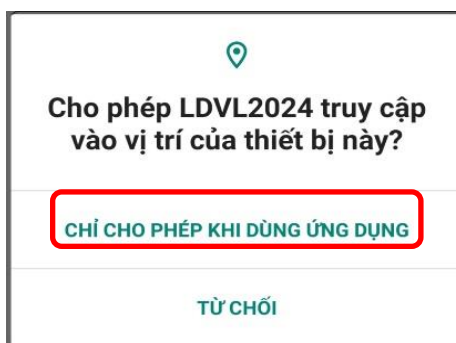 Cho phép LDVL2024 truy cập
vào vị trí của thiết bị này?
CHỈ CHO PHÉP KHI DÙNG ỨNG DỤNG
TỪ CHỐI